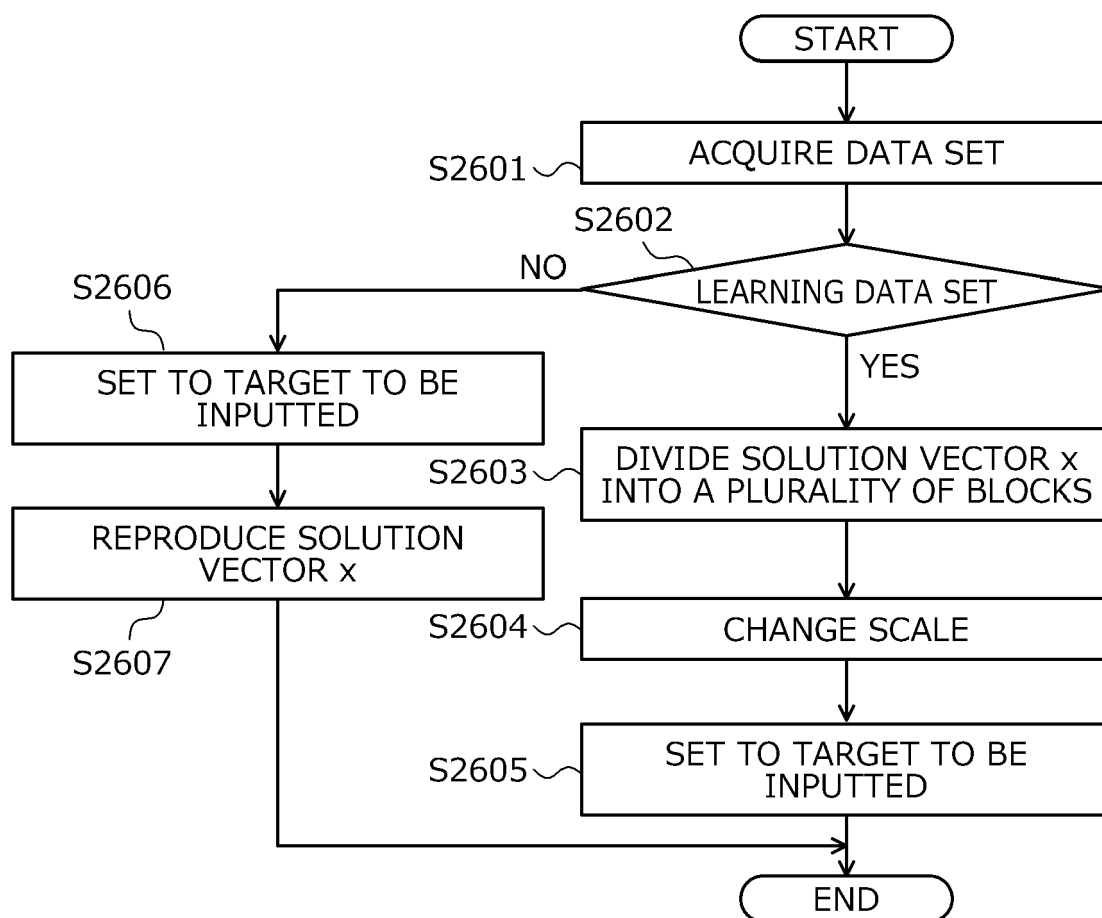 START
ACQUIRE DATA SET
S2601
S2602
LEARNING DATA SET
NO
YES
S2606
SET TO TARGET TO BE
INPUTTED
REPRODUCE SOLUTION
VECTOR x
S2607
S2603
DIVIDE SOLUTION VECTOR x
INTO A PLURALITY OF BLOCKS
S2604
CHANGE SCALE
S2605
SET TO TARGET TO BE
INPUTTED
END